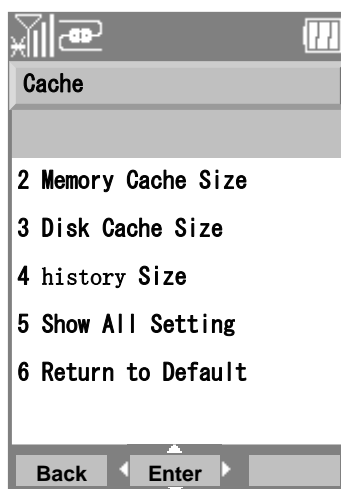 Cache
2 Memory Cache Size
3 Disk Cache Size
4 history Size
5 Show All Setting
6 Return to Default
Back Enter